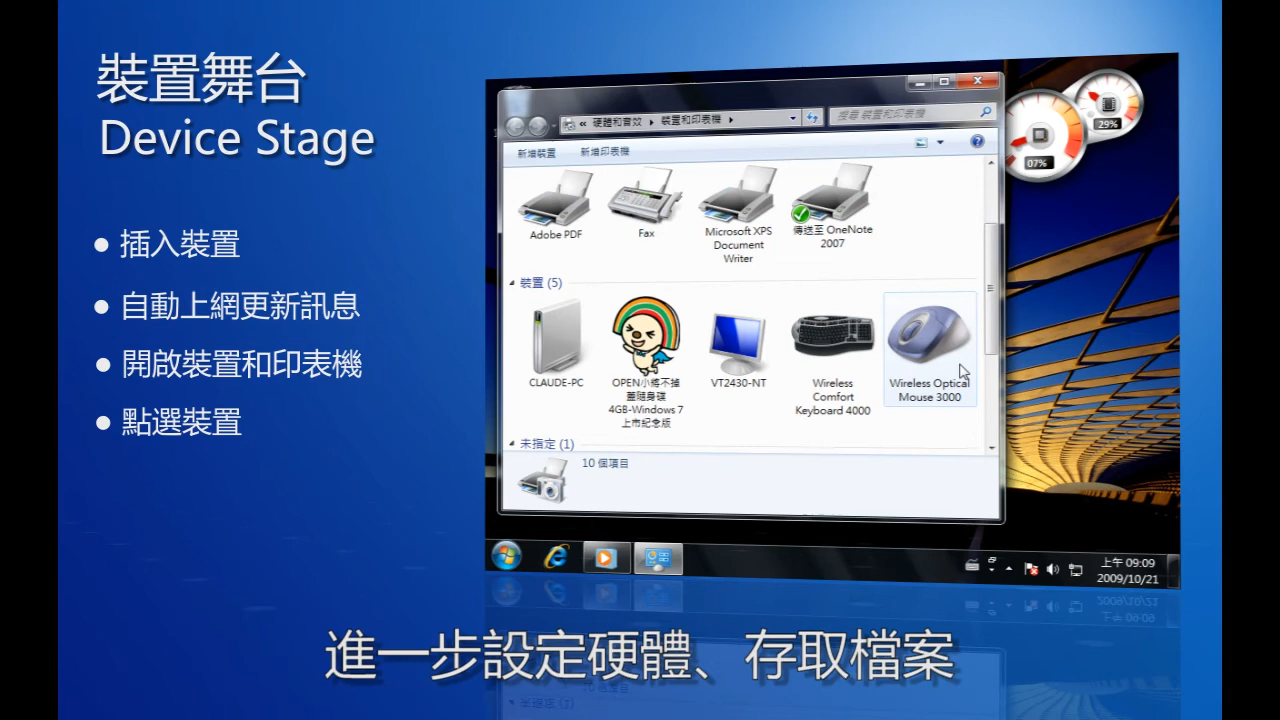 裝置舞台
Device Stage
插入裝置
自動上網更新訊息
開啟裝置和印表機
點選裝置
« 硬體和音效 ▸ 裝置和印表機 ▸
搜尋 裝置和印表機
新增裝置 新增印表機
Adobe PDF
Fax
Microsoft XPS
Document
Writer
傳送至 OneNote
2007
裝置 (5)
CLAUDE-PC
OPEN小將不掉
蓋隨身碟
4GB-Windows 7
上市紀念版
VT2430-NT
Wireless
Comfort
Keyboard 4000
Wireless Optical
Mouse 3000
未指定 (1)
10 個項目
07%
29%
上午 09:09
2009/10/21
進一步設定硬體、存取檔案